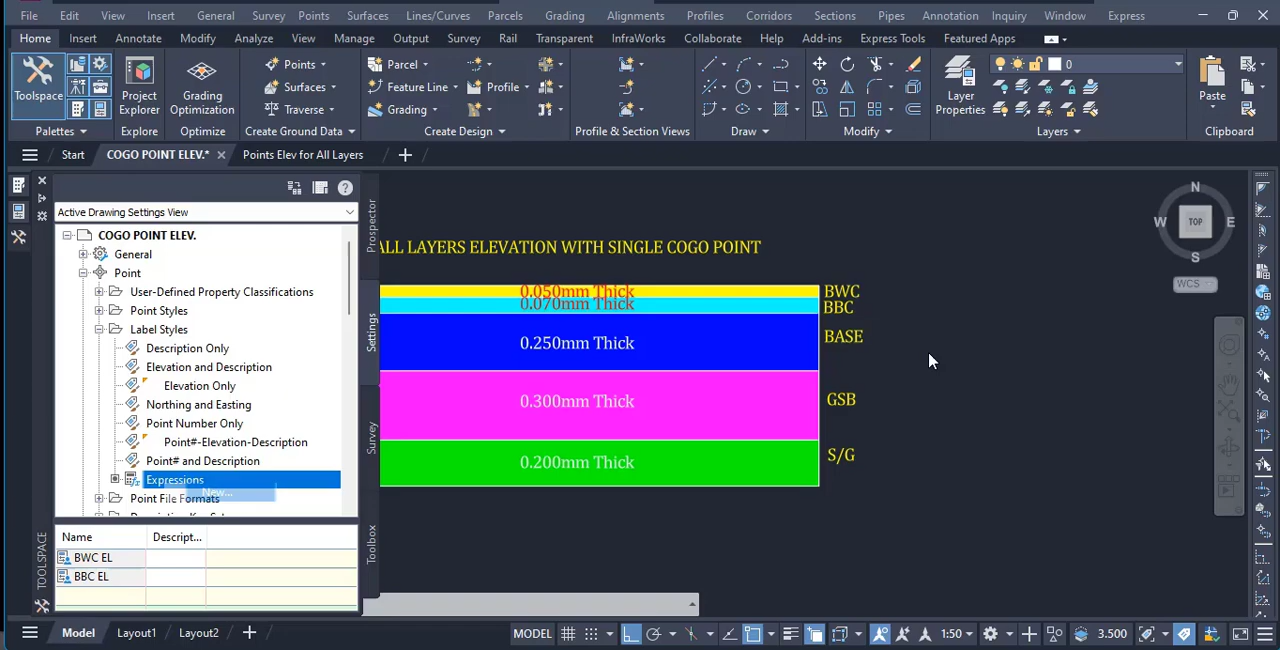 File Edit View Insert General Survey Points Surfaces Lines/Curves Parcels Grading Alignments Profiles Corridors Sections Pipes Annotation Inquiry Window Express
Home Insert Annotate Modify Analyze View Manage Output Survey Rail Transparent InfraWorks Collaborate Help Add-ins Express Tools Featured Apps
Toolspace
Project Explorer
Grading Optimization
Points
Surfaces
Traverse
Parcel
Feature Line
Grading
Profile
Layer Properties
0
Paste
Palettes Explore Optimize Create Ground Data Create Design Profile & Section Views Draw Modify Layers Clipboard
Start COGO POINT ELEV.* Points Elev for All Layers
Active Drawing Settings View
COGO POINT ELEV.
General
Point
User-Defined Property Classifications
Point Styles
Label Styles
Description Only
Elevation and Description
Elevation Only
Northing and Easting
Point Number Only
Point#-Elevation-Description
Point# and Description
Expressions
New...
Point File Formats
Name Descript...
BWC EL
BBC EL
Prospector
Settings
Survey
Toolbox
TOOLSPACE
ALL LAYERS ELEVATION WITH SINGLE COGO POINT
0.050mm Thick BWC
0.070mm Thick BBC
0.250mm Thick BASE
0.300mm Thick GSB
0.200mm Thick S/G
N
W TOP E
S
WCS
Model Layout1 Layout2
MODEL 1:50 3.500